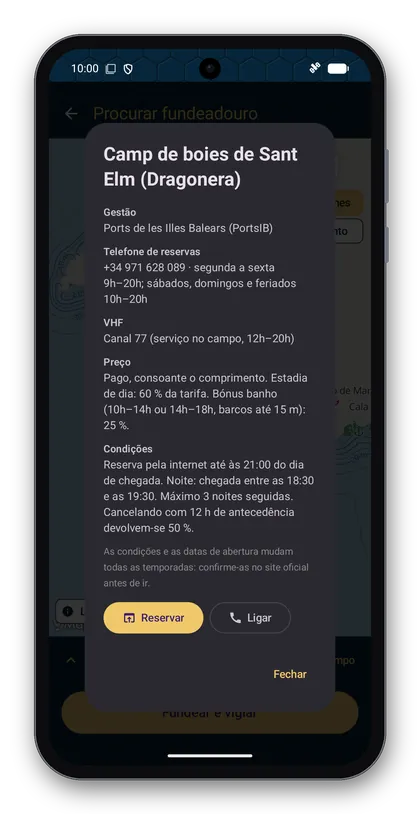 10:00
Procurar fundeadouro
Camp de boies de Sant
Elm (Dragonera)
Gestão
Ports de les Illes Balears (PortsIB)
Telefone de reservas
+34 971 628 089 · segunda a sexta
9h–20h; sábados, domingos e feriados
10h–20h
VHF
Canal 77 (serviço no campo, 12h–20h)
Preço
Pago, consoante o comprimento. Estadia
de dia: 60 % da tarifa. Bónus banho
(10h–14h ou 14h–18h, barcos até 15 m):
25 %.
Condições
Reserva pela internet até às 21:00 do dia
de chegada. Noite: chegada entre as 18:30
e as 19:30. Máximo 3 noites seguidas.
Cancelando com 12 h de antecedência
devolvem-se 50 %.
As condições e as datas de abertura mudam
todas as temporadas: confirme-as no site oficial
antes de ir.
Reservar
Ligar
Fechar
Fundear e vigiar